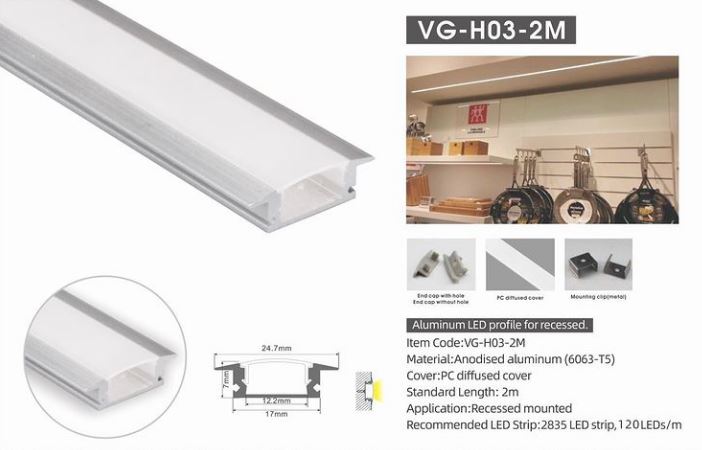 VG-H03-2M
End cap with hole
End cap without hole
PC diffused cover
Mounting clip(metal)
Aluminum LED profile for recessed.
Item Code:VG-H03-2M
Material:Anodised aluminum (6063-T5)
Cover:PC diffused cover
Standard Length: 2m
Application:Recessed mounted
Recommended LED Strip:2835 LED strip,120LEDs/m
24.7mm
7mm
12.2mm
17mm